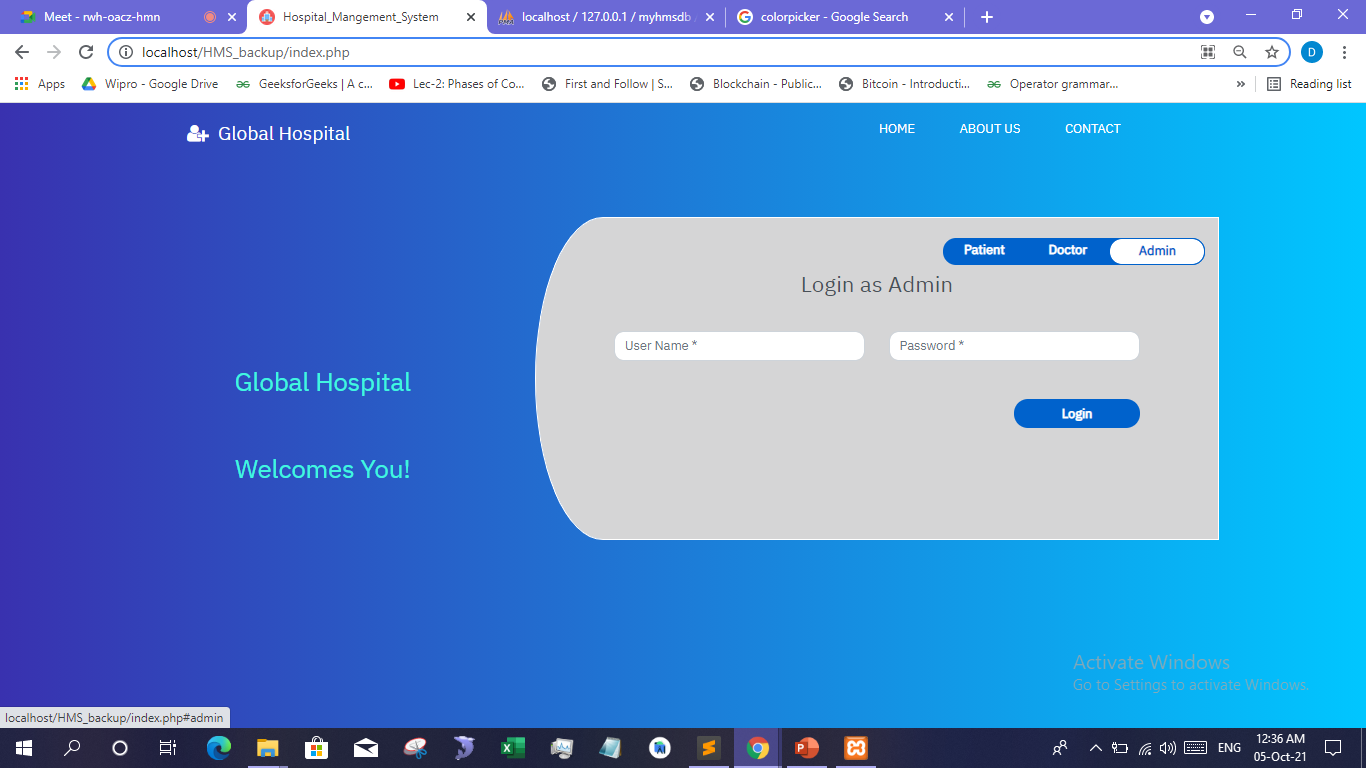 Meet - rwh-oacz-hmn
Hospital_Mangement_System
localhost / 127.0.0.1 / myhmsdb
colorpicker - Google Search
localhost/HMS_backup/index.php
D
Apps
Wipro - Google Drive
GeeksforGeeks | A c...
Lec-2: Phases of Co...
First and Follow | S...
Blockchain - Public...
Bitcoin - Introducti...
Operator grammar...
»
Reading list
Global Hospital
HOME
ABOUT US
CONTACT
Patient
Doctor
Admin
Login as Admin
User Name *
Password *
Login
Global Hospital
Welcomes You!
Activate Windows
Go to Settings to activate Windows.
localhost/HMS_backup/index.php#admin
ENG
12:36 AM
05-Oct-21